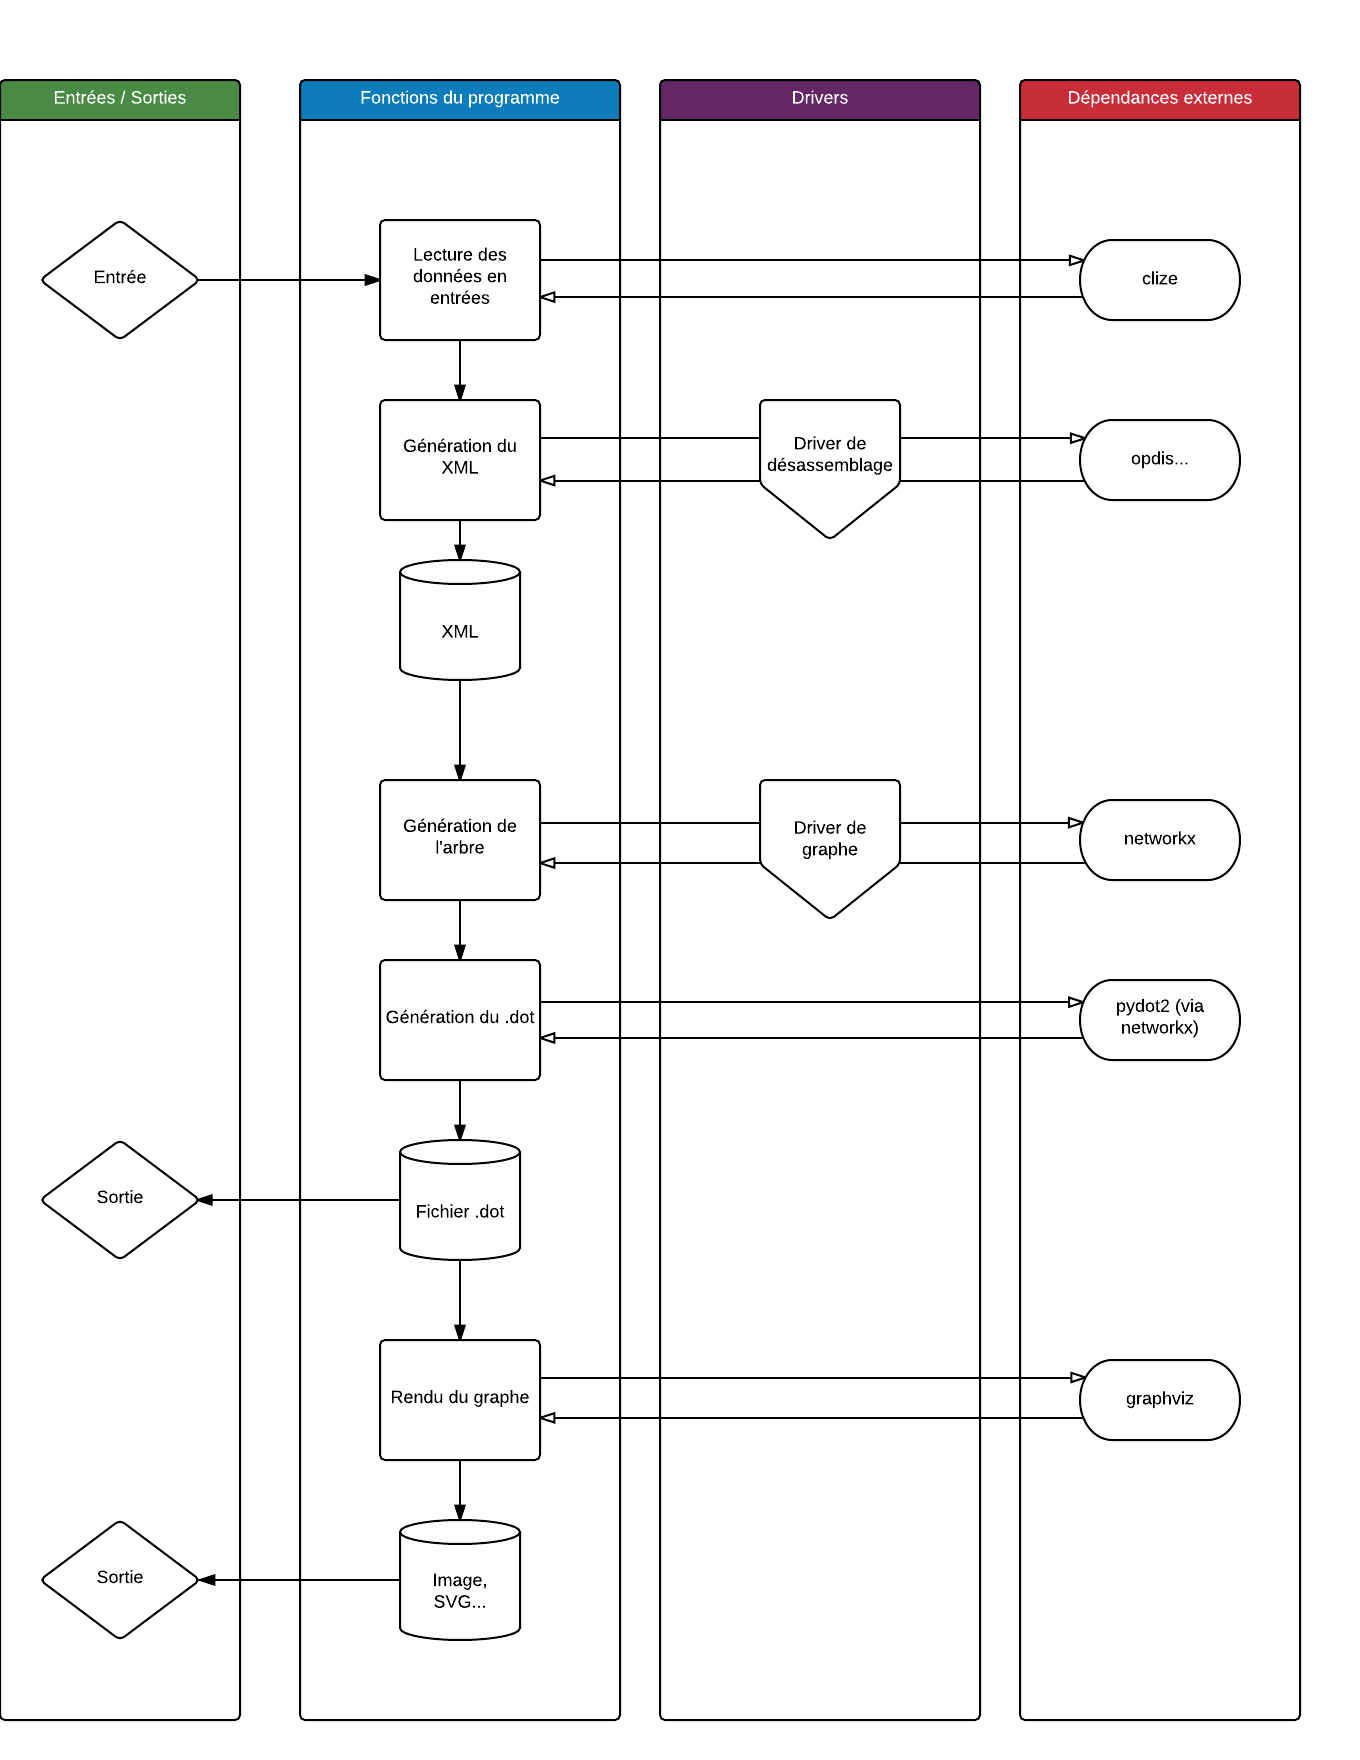 Entrées / Sorties
Fonctions du programme
Drivers
Dépendances externes
Entrée
Lecture des
données en
entrées
clize
Génération du
XML
Driver de
désassemblage
opdis...
XML
Génération de
l'arbre
Driver de
graphe
networkx
Génération du .dot
pydot2 (via
networkx)
Sortie
Fichier .dot
Rendu du graphe
graphviz
Sortie
Image,
SVG...